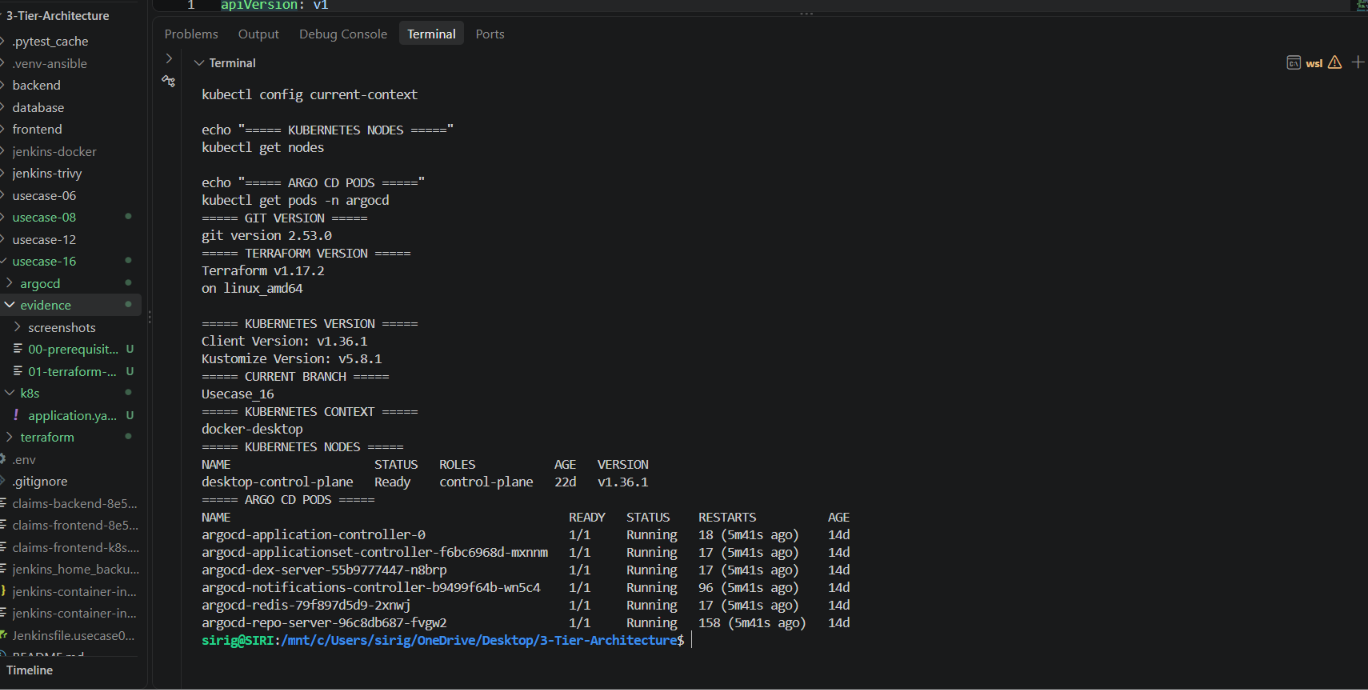 3-Tier-Architecture
.pytest_cache
.venv-ansible
backend
database
frontend
jenkins-docker
jenkins-trivy
usecase-06
usecase-08
usecase-12
usecase-16
argocd
evidence
screenshots
00-prerequisit... U
01-terraform-... U
k8s
! application.ya... U
terraform
.env
.gitignore
claims-backend-8e5...
claims-frontend-8e5...
claims-frontend-k8s...
jenkins_home_backu...
jenkins-container-in...
jenkins-container-in...
Jenkinsfile.usecase0...
README.md
Timeline
1 apiVersion: v1
Problems Output Debug Console Terminal Ports
Terminal
wsl
kubectl config current-context
echo "===== KUBERNETES NODES ====="
kubectl get nodes
echo "===== ARGO CD PODS ====="
kubectl get pods -n argocd
===== GIT VERSION =====
git version 2.53.0
===== TERRAFORM VERSION =====
Terraform v1.17.2
on linux_amd64
===== KUBERNETES VERSION =====
Client Version: v1.36.1
Kustomize Version: v5.8.1
===== CURRENT BRANCH =====
Usecase_16
===== KUBERNETES CONTEXT =====
docker-desktop
===== KUBERNETES NODES =====
NAME STATUS ROLES AGE VERSION
desktop-control-plane Ready control-plane 22d v1.36.1
===== ARGO CD PODS =====
NAME READY STATUS RESTARTS AGE
argocd-application-controller-0 1/1 Running 18 (5m41s ago) 14d
argocd-applicationset-controller-f6bc6968d-mxnnm 1/1 Running 17 (5m41s ago) 14d
argocd-dex-server-55b9777447-n8brp 1/1 Running 17 (5m41s ago) 14d
argocd-notifications-controller-b9499f64b-wn5c4 1/1 Running 96 (5m41s ago) 14d
argocd-redis-79f897d5d9-2xnwj 1/1 Running 17 (5m41s ago) 14d
argocd-repo-server-96c8db687-fvgw2 1/1 Running 158 (5m41s ago) 14d
sirig@SIRI:/mnt/c/Users/sirig/OneDrive/Desktop/3-Tier-Architecture$